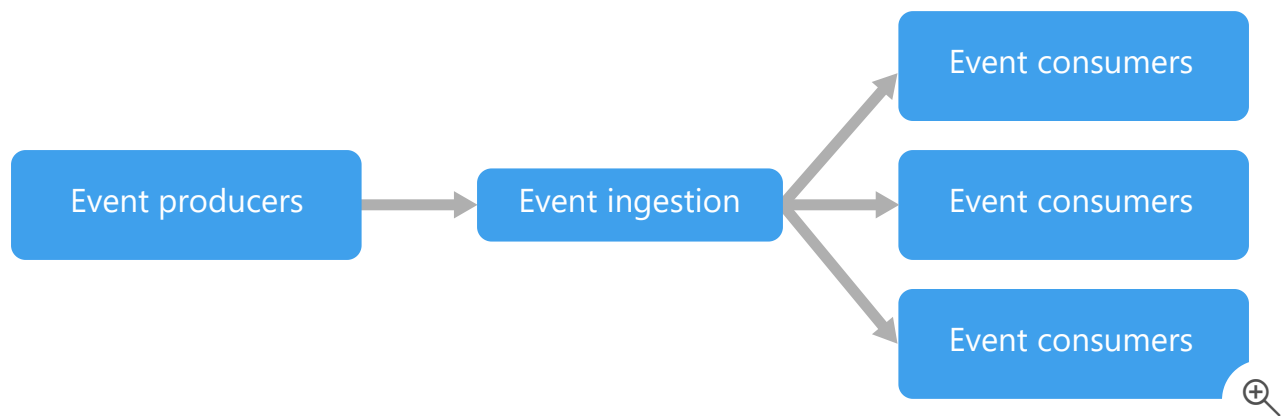 Event producers
Event ingestion
Event consumers
Event consumers
Event consumers